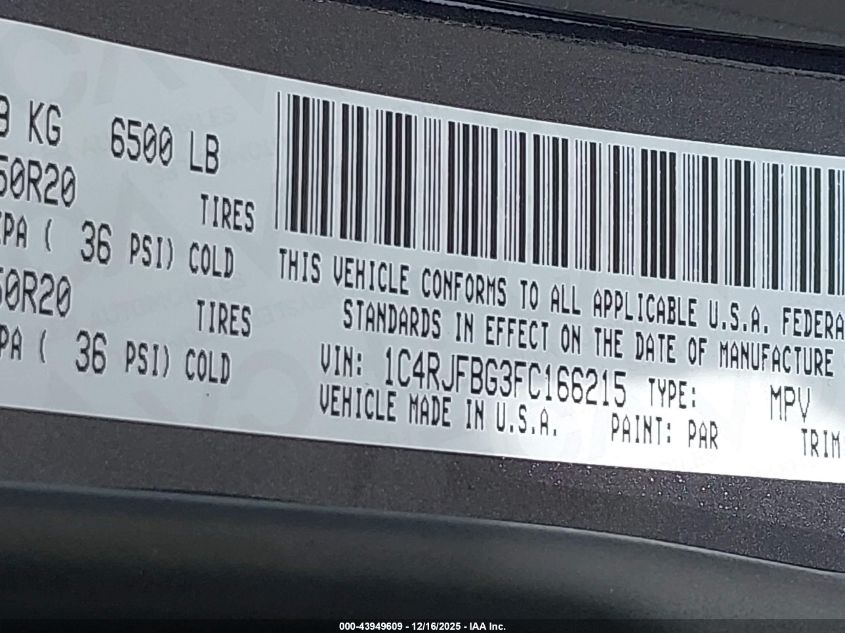 KG 6500 LB
50R20
TIRES
PA ( 36 PSI) COLD
50R20
TIRES
PA ( 36 PSI) COLD
THIS VEHICLE CONFORMS TO ALL APPLICABLE U.S.A. FEDERA
STANDARDS IN EFFECT ON THE DATE OF MANUFACTURE
VIN: 1C4RJFBG3FC166215 TYPE: MPV
VEHICLE MADE IN U.S.A. PAINT: PAR TRIM
000-43949609 - 12/16/2025 - IAA Inc.